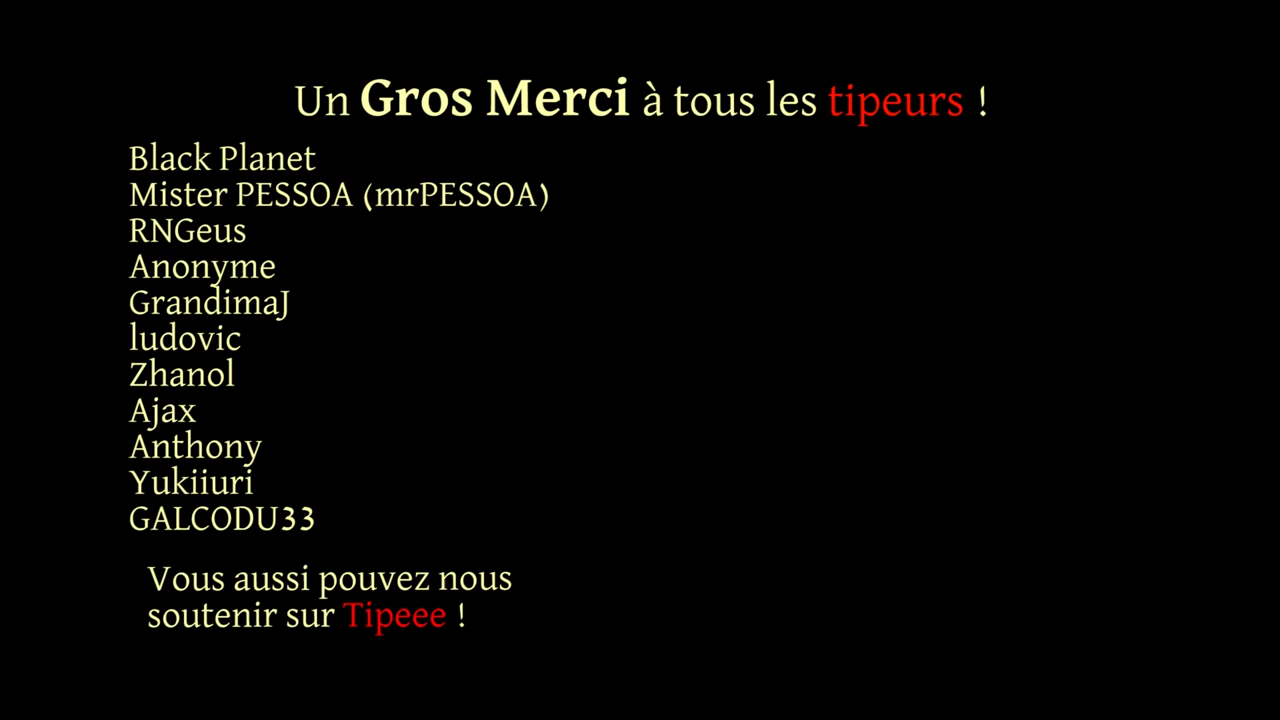 Un Gros Merci à tous les tipeurs !
Black Planet
Mister PESSOA (mrPESSOA)
RNGeus
Anonyme
GrandimaJ
ludovic
Zhanol
Ajax
Anthony
Yukiiuri
GALCODU33
Vous aussi pouvez nous
soutenir sur Tipeee !